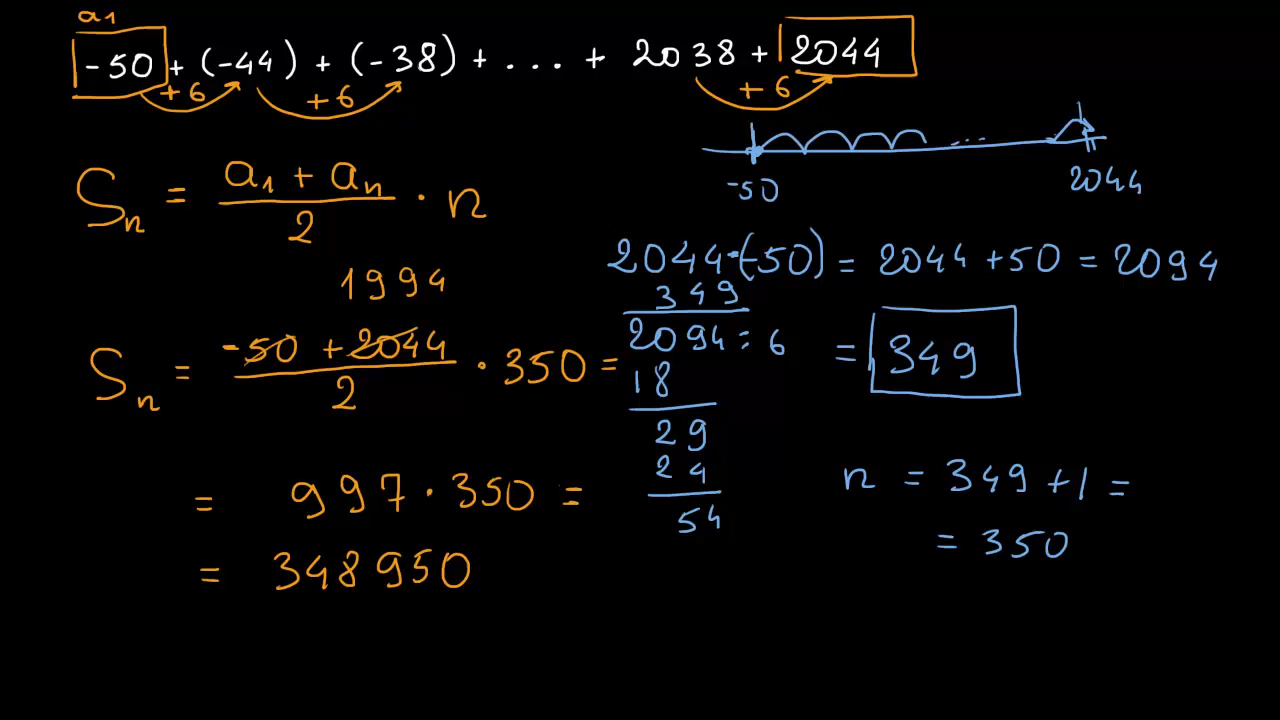 a1
-50 + (-44) + (-38) + ... + 2038 + 2044
+6 +6 +6
-50 ... 2044
Sn = a1 + an / 2 · n
2044-(-50) = 2044 +50 = 2094
1994
Sn = -50 + 2044 / 2 · 350 =
349
2094 : 6 = 349
18
29
24
54
n = 349 +1 =
= 350
= 997 · 350 =
= 348950